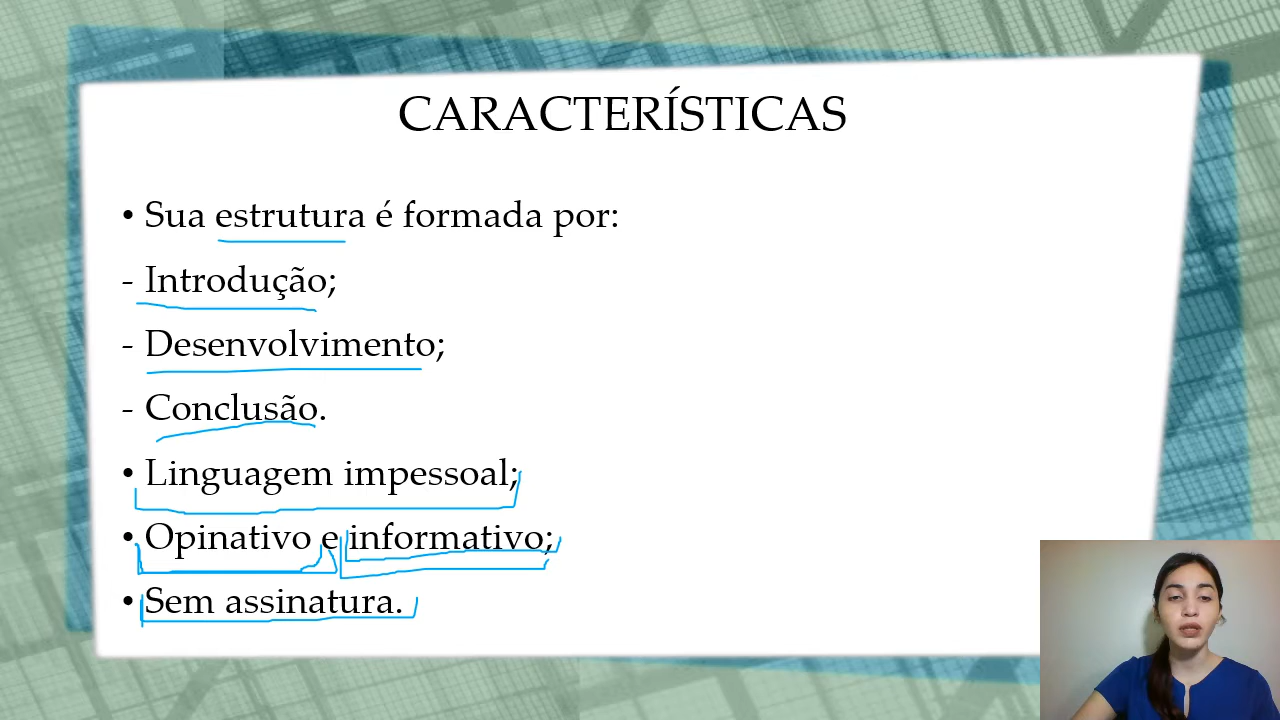 CARACTERÍSTICAS
• Sua estrutura é formada por:
- Introdução;
- Desenvolvimento;
- Conclusão.
• Linguagem impessoal;
• Opinativo e informativo;
• Sem assinatura.